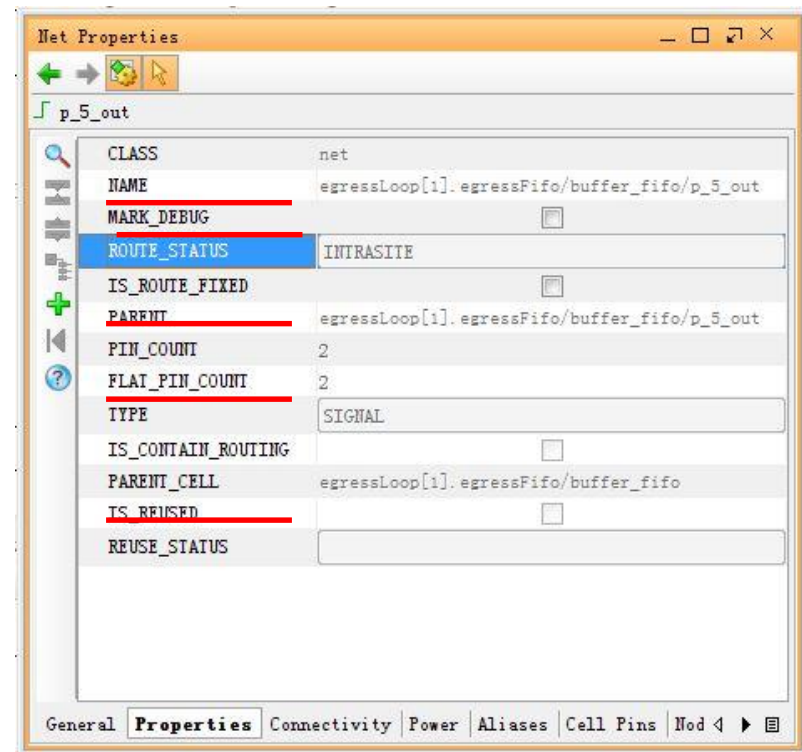 Net Properties
p_5_out
CLASS net
NAME egressLoop[1].egressFifo/buffer_fifo/p_5_out
MARK_DEBUG
ROUTE_STATUS INTRASITE
IS_ROUTE_FIXED
PARENT egressLoop[1].egressFifo/buffer_fifo/p_5_out
PIN_COUNT 2
FLAT_PIN_COUNT 2
TYPE SIGNAL
IS_CONTAIN_ROUTING
PARENT_CELL egressLoop[1].egressFifo/buffer_fifo
IS_REUSED
REUSE_STATUS
General Properties Connectivity Power Aliases Cell Pins Nod